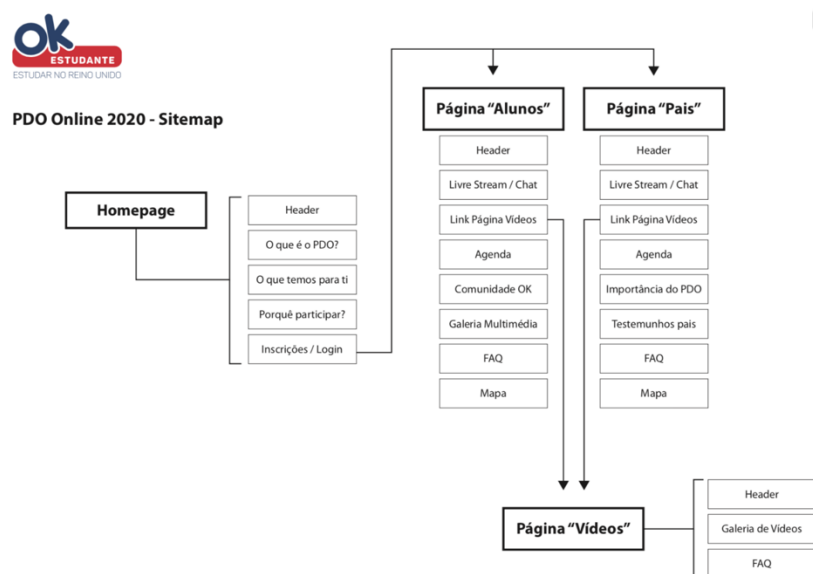 OK
ESTUDANTE
ESTUDAR NO REINO UNIDO
PDO Online 2020 - Sitemap
Homepage
Header
O que é o PDO?
O que temos para ti
Porquê participar?
Inscrições / Login
Página “Alunos”
Header
Livre Stream / Chat
Link Página Vídeos
Agenda
Comunidade OK
Galeria Multimédia
FAQ
Mapa
Página “Pais”
Header
Livre Stream / Chat
Link Página Vídeos
Agenda
Importância do PDO
Testemunhos pais
FAQ
Mapa
Página “Vídeos”
Header
Galeria de Vídeos
FAQ